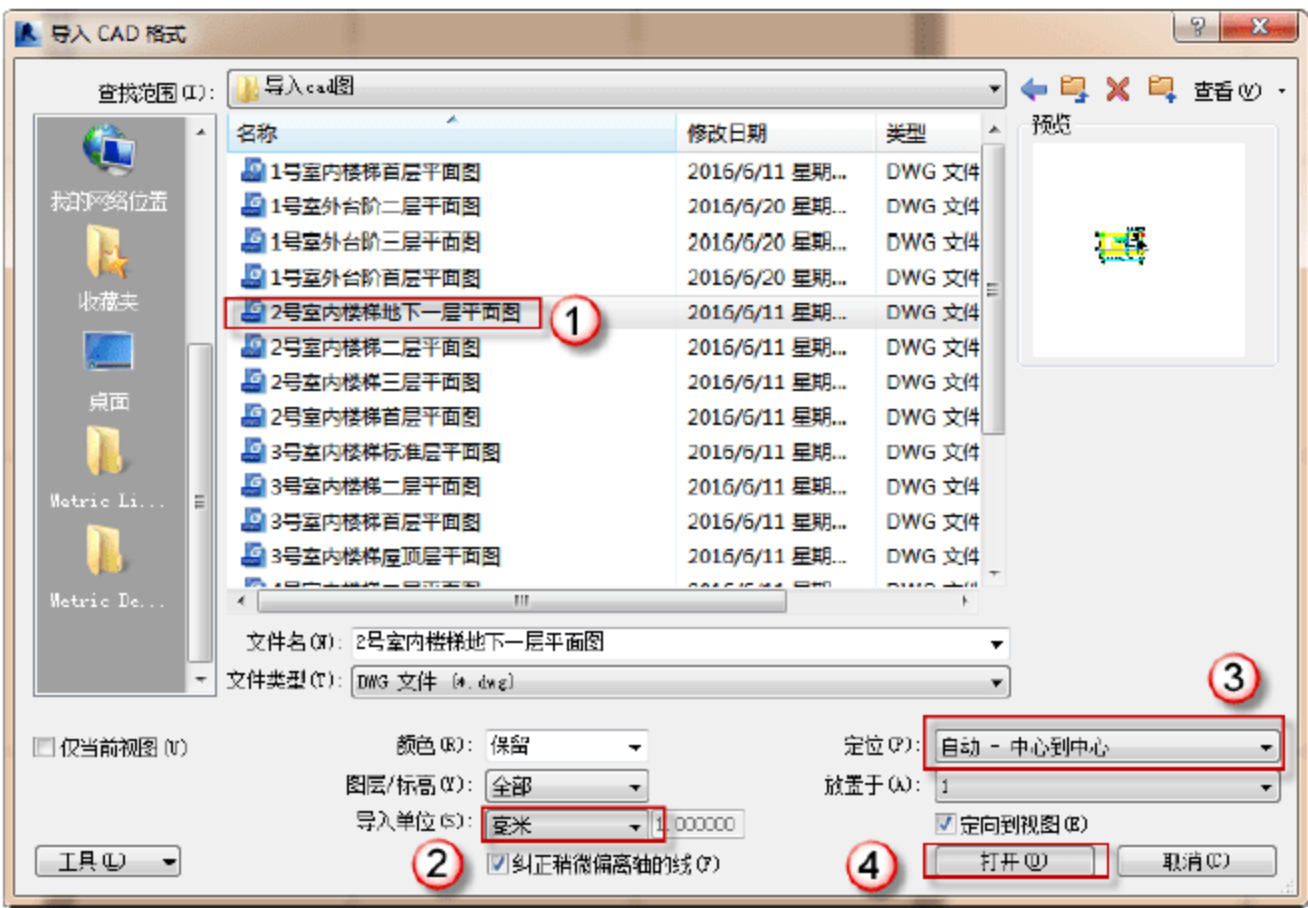 导入 CAD 格式
查找范围(I): 导入cad图 查看(V)
名称 修改日期 类型 预览
我的网络位置
收藏夹
桌面
Metric Li...
Metric De...
1号室内楼梯首层平面图 2016/6/11 星期... DWG 文件
1号室外台阶二层平面图 2016/6/20 星期... DWG 文件
1号室外台阶三层平面图 2016/6/20 星期... DWG 文件
1号室外台阶首层平面图 2016/6/20 星期... DWG 文件
2号室内楼梯地下一层平面图 1 2016/6/11 星期... DWG 文件
2号室内楼梯二层平面图 2016/6/11 星期... DWG 文件
2号室内楼梯三层平面图 2016/6/11 星期... DWG 文件
2号室内楼梯首层平面图 2016/6/11 星期... DWG 文件
3号室内楼梯标准层平面图 2016/6/11 星期... DWG 文件
3号室内楼梯二层平面图 2016/6/11 星期... DWG 文件
3号室内楼梯首层平面图 2016/6/11 星期... DWG 文件
3号室内楼梯屋顶层平面图 2016/6/11 星期... DWG 文件
文件名(N): 2号室内楼梯地下一层平面图
文件类型(T): DWG 文件 (*.dwg)
3
仅当前视图(U) 颜色(R): 保留 定位(P): 自动 - 中心到中心
图层/标高(Y): 全部 放置于(A): 1
导入单位(S): 毫米 1.000000 定向到视图(E)
2 纠正稍微偏离轴的线(F)
工具(L) 4 打开(O) 取消(C)